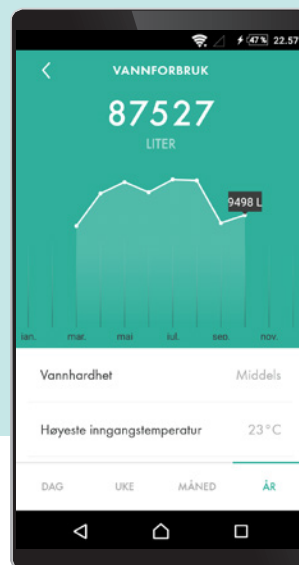 47% 22.57
VANNFORBRUK
87527
LITER
9498 L
jan. mar. mai jul. sep. nov.
Vannhardhet Middels
Høyeste inngangstemperatur 23°C
DAG UKE MÅNED ÅR